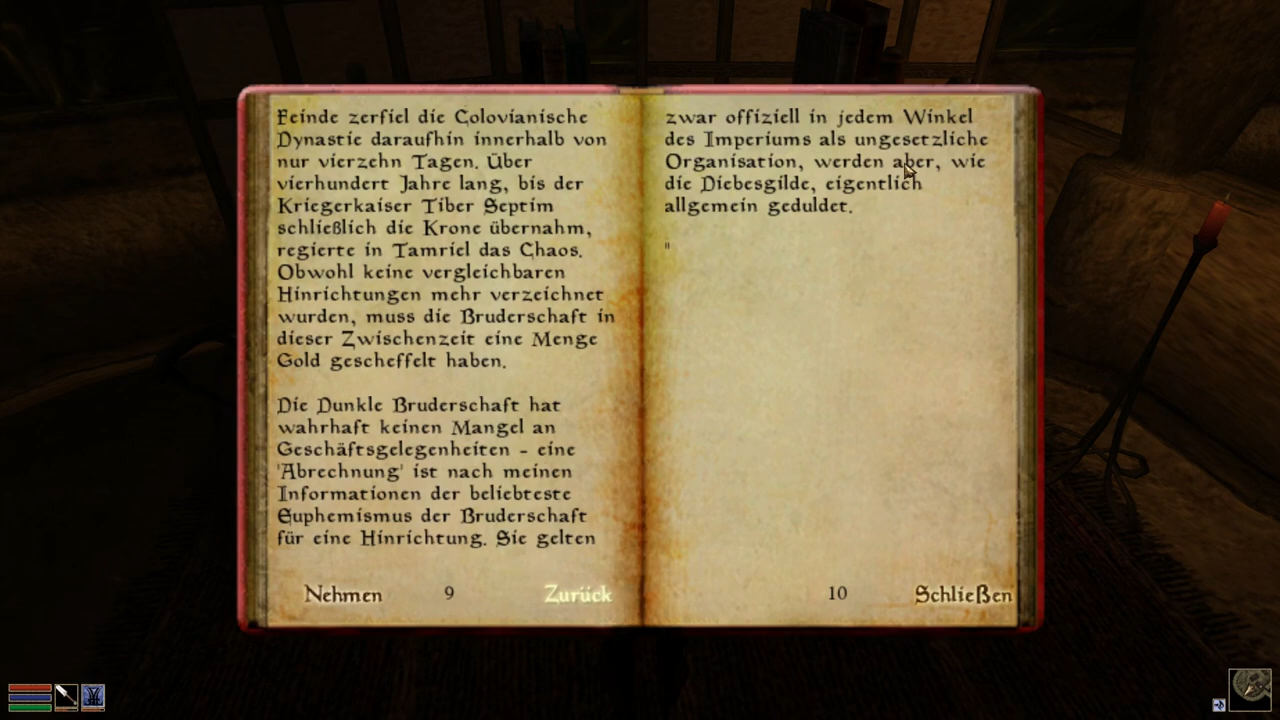 Feinde zerfiel die Colovianische
Dynastie daraufhin innerhalb von
nur vierzehn Tagen. Über
vierhundert Jahre lang, bis der
Kriegerkaiser Tiber Septim
schließlich die Krone übernahm,
regierte in Tamriel das Chaos.
Obwohl keine vergleichbaren
Hinrichtungen mehr verzeichnet
wurden, muss die Bruderschaft in
dieser Zwischenzeit eine Menge
Gold gescheffelt haben.
Die Dunkle Bruderschaft hat
wahrhaft keinen Mangel an
Geschäftsgelegenheiten - eine
'Abrechnung' ist nach meinen
Informationen der beliebteste
Euphemismus der Bruderschaft
für eine Hinrichtung. Sie gelten
Nehmen 9 Zurück
zwar offiziell in jedem Winkel
des Imperiums als ungesetzliche
Organisation, werden aber, wie
die Diebesgilde, eigentlich
allgemein geduldet.
"
10 Schließen